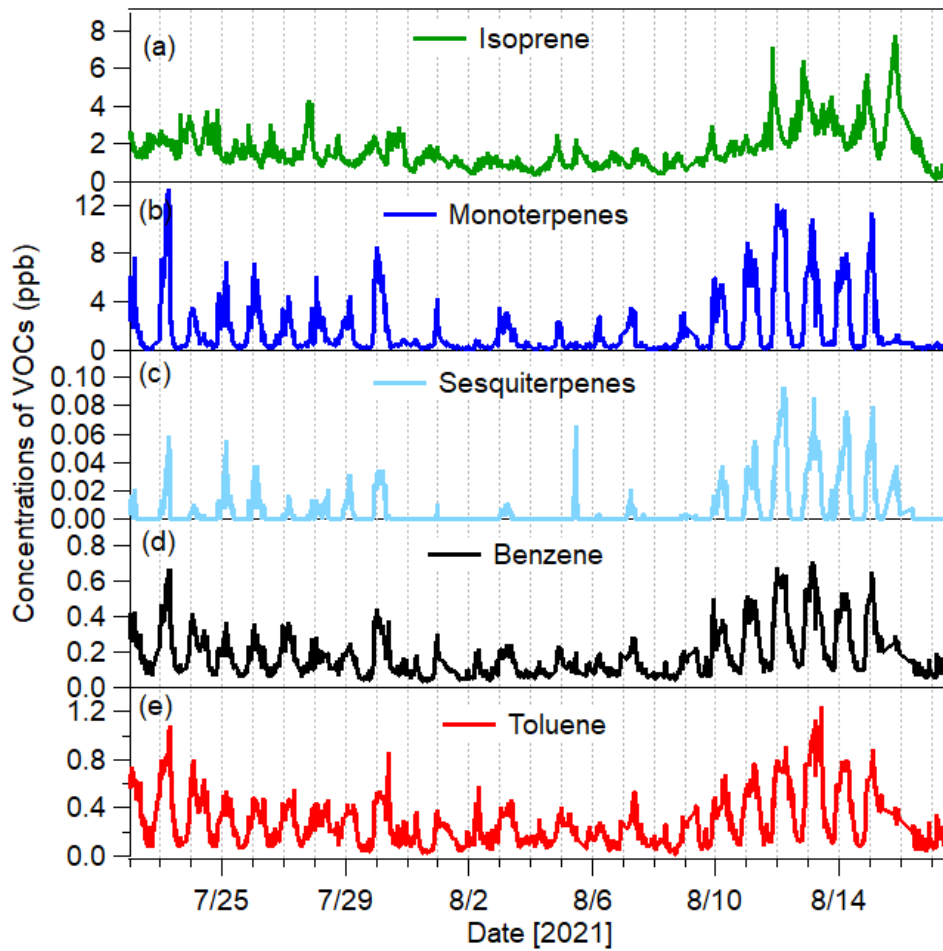 Concentrations of VOCs (ppb)
(a)
Isoprene
8
6
4
2
0
(b)
Monoterpenes
12
8
4
0
(c)
Sesquiterpenes
0.10
0.08
0.06
0.04
0.02
0.00
(d)
Benzene
0.8
0.6
0.4
0.2
0.0
(e)
Toluene
1.2
0.8
0.4
0.0
7/25 7/29 8/2 8/6 8/10 8/14
Date [2021]